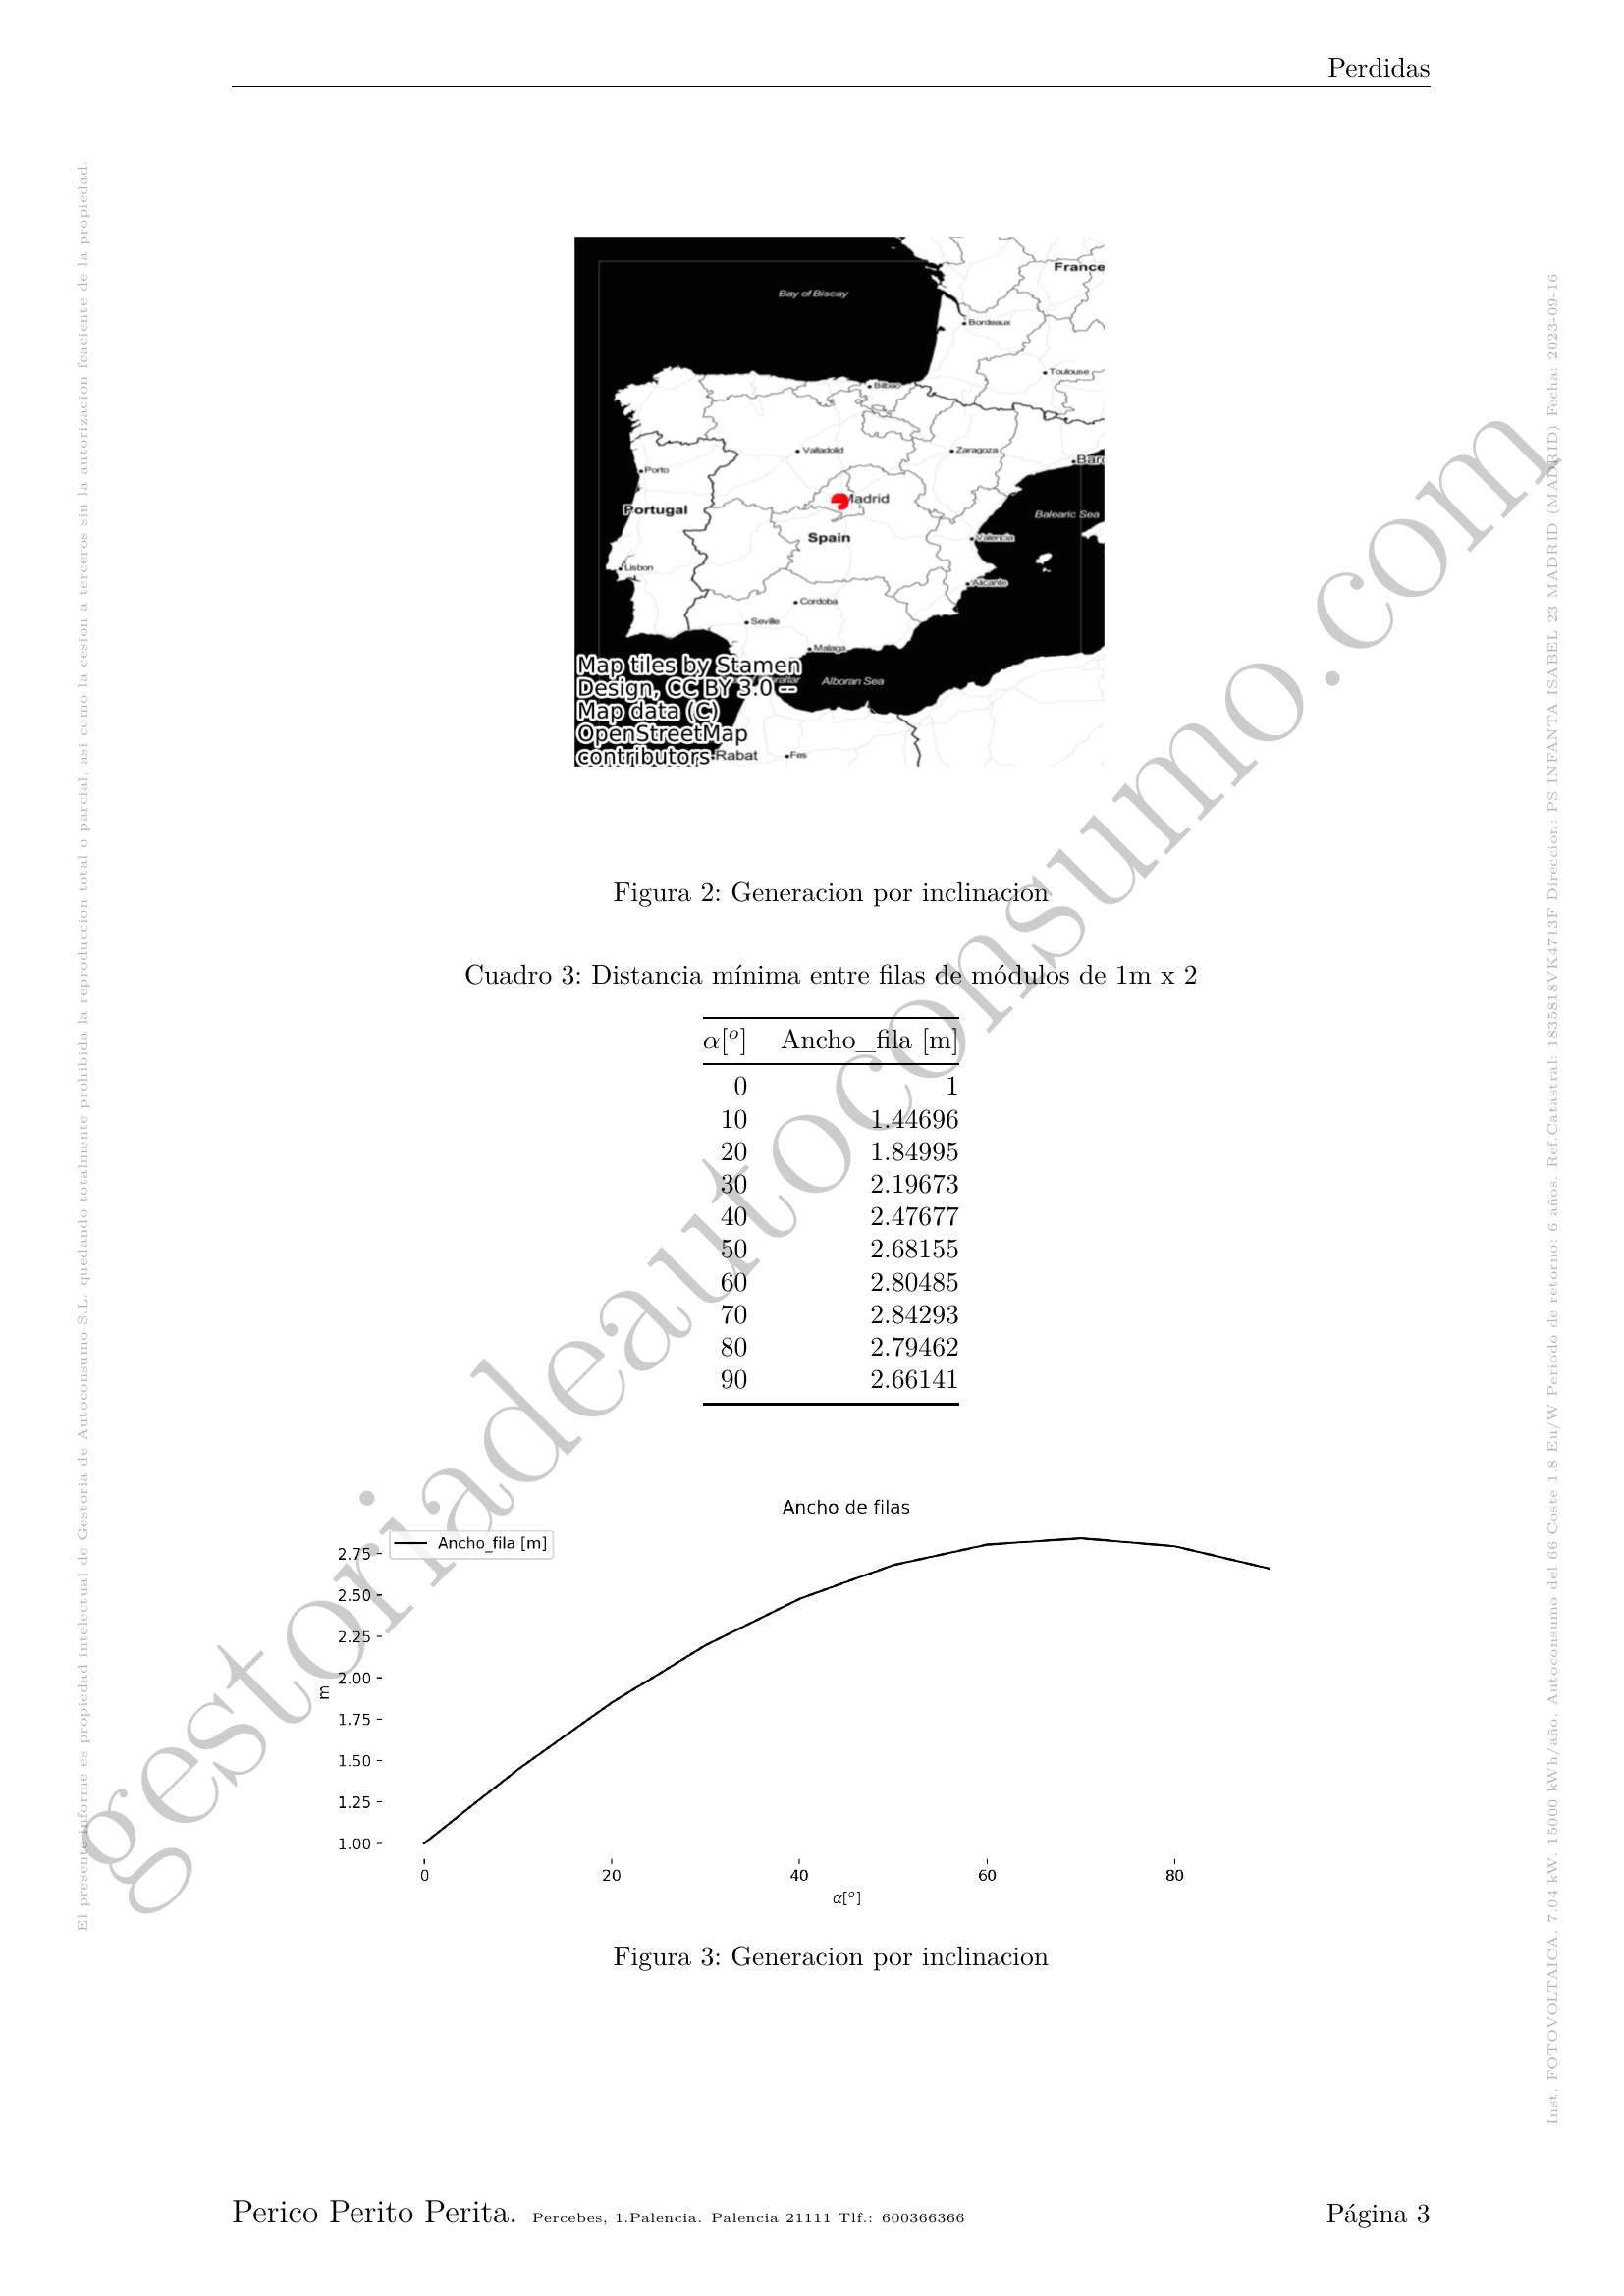 Perdidas
El presente informe es propiedad intelectual de Gestoria de Autoconsumo S.L. quedando totalmente prohibida la reproduccion total o parcial, asi como la cesion a terceros sin la autorizacion feaciente de la propiedad.
Inst. FOTOVOLTAICA. 7.04 kW. 15000 kWh/año. Autoconsumo del 66 Coste 1.8 Eu/W Periodo de retorno: 6 años. Ref.Catastral: 1835818VK4713F Direccion: PS INFANTA ISABEL 23 MADRID (MADRID) Fecha: 2023-09-16
gestoriadeautoconsumo.com
France
Bay of Biscay
Bordeaux
Toulouse
Bilbao
Valladolid
Zaragoza
Barc
Porto
Madrid
Portugal
Balearic Sea
Spain
Valencia
Lisbon
Alicante
Cordoba
Seville
Malaga
Map tiles by Stamen
Design, CC BY 3.0 --
Map data (C)
OpenStreetMap
contributors
raltar
Alboran Sea
Rabat
Fes
Figura 2: Generacion por inclinacion
Cuadro 3: Distancia mínima entre filas de módulos de 1m x 2
α[º] Ancho_fila [m]
0 1
10 1.44696
20 1.84995
30 2.19673
40 2.47677
50 2.68155
60 2.80485
70 2.84293
80 2.79462
90 2.66141
Ancho de filas
Ancho_fila [m]
2.75
2.50
2.25
2.00
m
1.75
1.50
1.25
1.00
0 20 40 60 80
α[º]
Figura 3: Generacion por inclinacion
Perico Perito Perita. Percebes, 1.Palencia. Palencia 21111 Tlf.: 600366366
Página 3